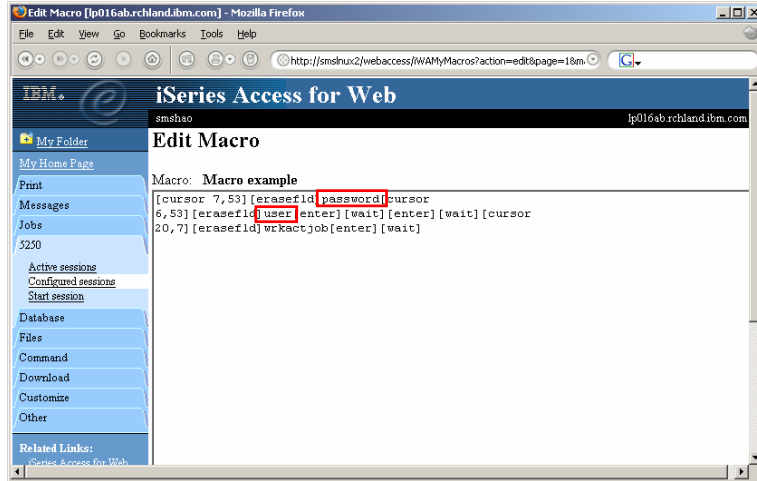 Edit Macro [lp016ab.rchland.ibm.com] - Mozilla Firefox
File Edit View Go Bookmarks Tools Help
http://smslnux2/webaccess/iWAMyMacros?action=edit&page=1&m
G
IBM.
e
iSeries Access for Web
smshao lp016ab.rchland.ibm.com
My Folder
My Home Page
Print
Messages
Jobs
5250
Active sessions
Configured sessions
Start session
Database
Files
Command
Download
Customize
Other
Related Links:
iSeries Access for Web
Edit Macro
Macro: Macro example
[cursor 7,53][erasefld]password[cursor
6,53][erasefld]user[enter][wait][enter][wait][cursor
20,7][erasefld]wrkactjob[enter][wait]